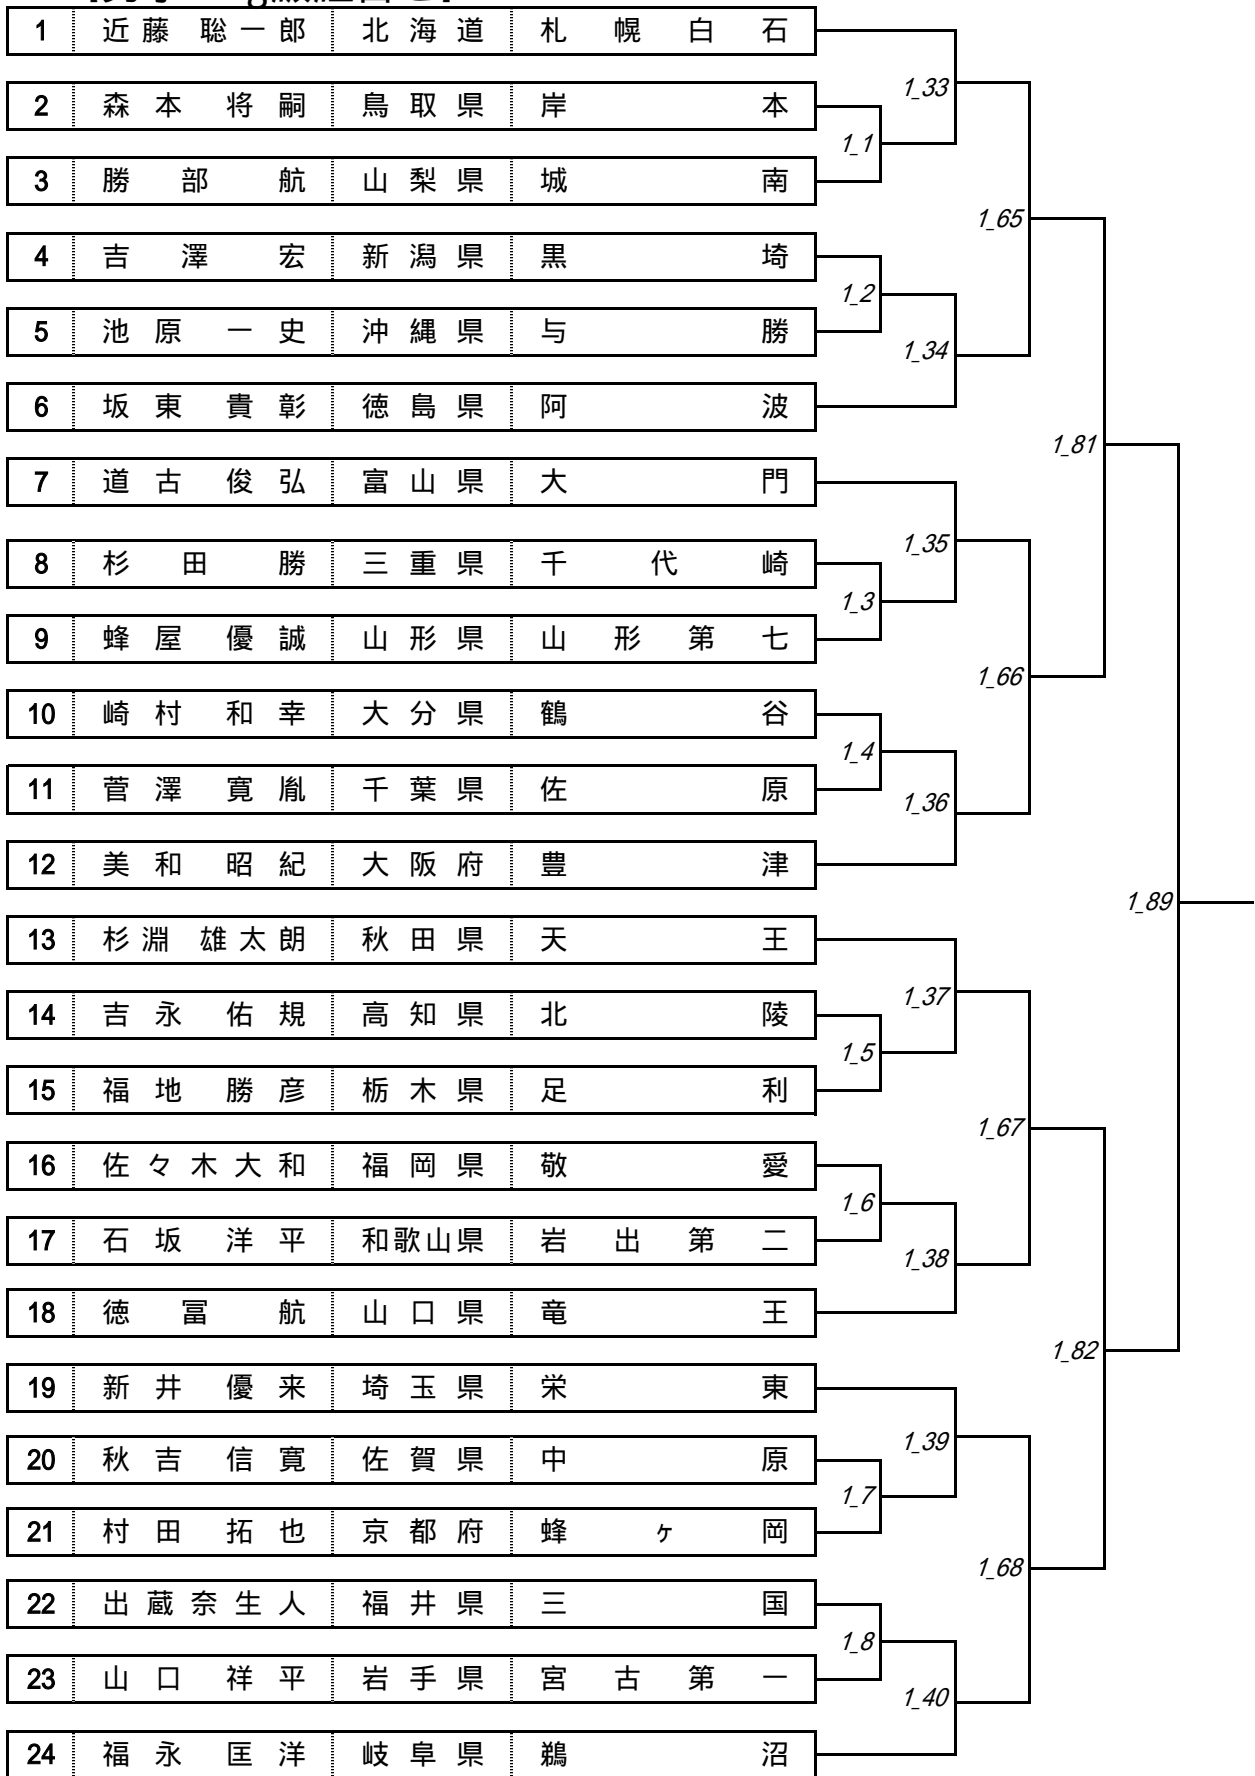 1 近藤 聡一郎 北海道 札幌白石
1_33
2 森本 将嗣 鳥取県 岸本
1_1
3 勝部 航 山梨県 城南
1_65
4 吉澤 宏 新潟県 黒埼
1_2
5 池原 一史 沖縄県 与勝
1_34
6 坂東 貴彰 徳島県 阿波
1_81
7 道古 俊弘 富山県 大門
1_35
8 杉田 勝 三重県 千代崎
1_3
9 蜂屋 優誠 山形県 山形第七
1_66
10 崎村 和幸 大分県 鶴谷
1_4
11 菅澤 寛胤 千葉県 佐原
1_36
12 美和 昭紀 大阪府 豊津
1_89
13 杉淵 雄太朗 秋田県 天王
1_37
14 吉永 佑規 高知県 北陵
1_5
15 福地 勝彦 栃木県 足利
1_67
16 佐々木大和 福岡県 敬愛
1_6
17 石坂 洋平 和歌山県 岩出第二
1_38
18 徳冨 航 山口県 竜王
1_82
19 新井 優来 埼玉県 栄東
1_39
20 秋吉 信寛 佐賀県 中原
1_7
21 村田 拓也 京都府 蜂ヶ岡
1_68
22 出蔵奈生人 福井県 三国
1_8
23 山口 祥平 岩手県 宮古第一
1_40
24 福永 匡洋 岐阜県 鵜沼